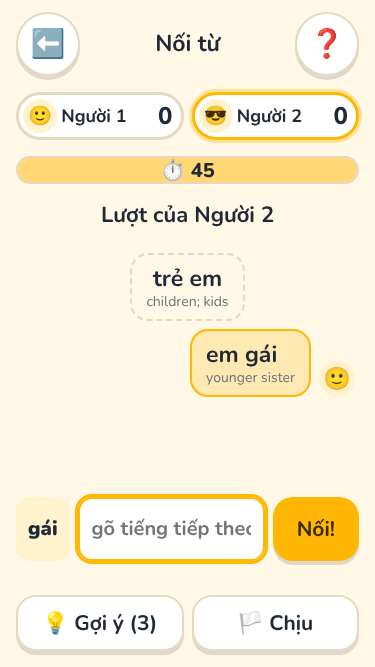 Nối từ
Người 1 0
Người 2 0
45
Lượt của Người 2
trẻ em
children; kids
em gái
younger sister
gái
gõ tiếng tiếp theo
Nối!
Gợi ý (3)
Chịu